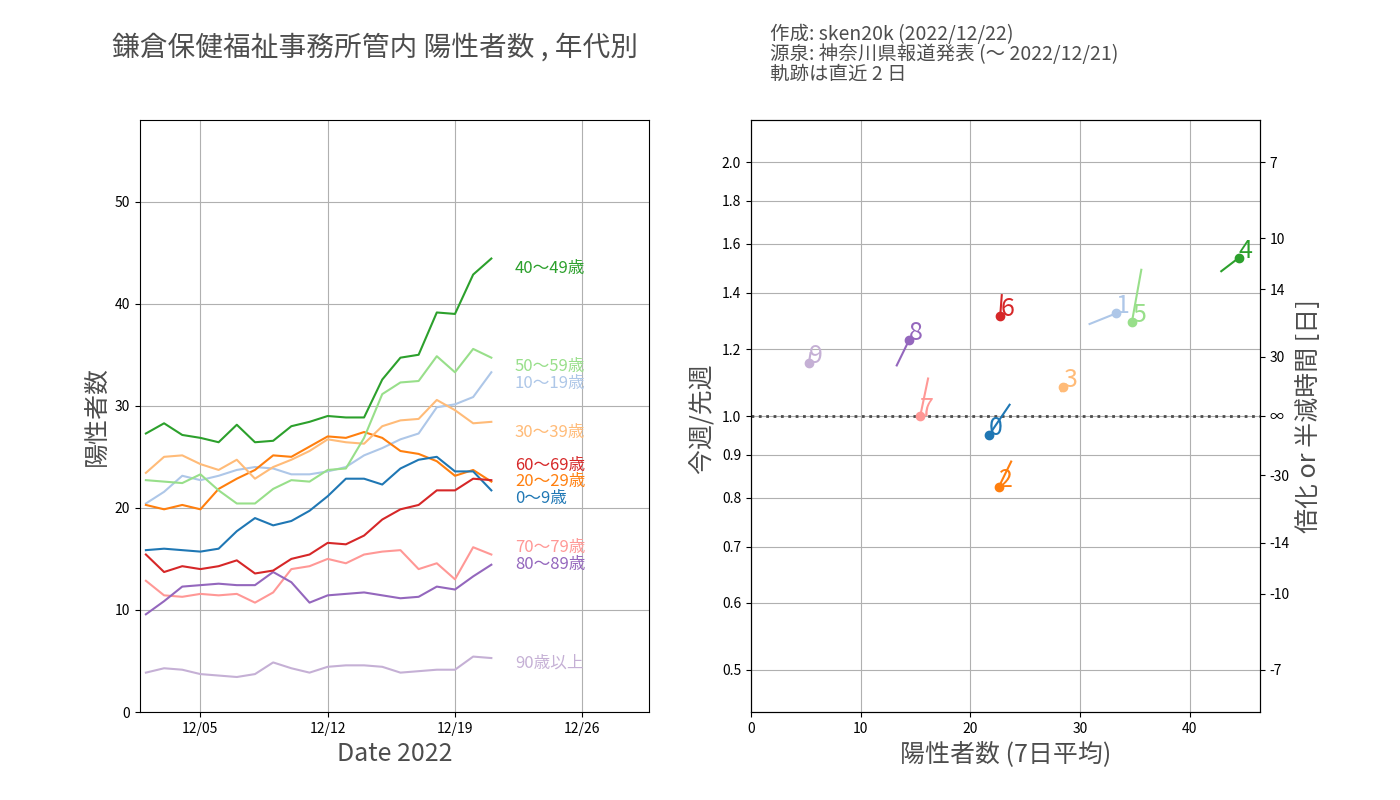 鎌倉保健福祉事務所管内 陽性者数 , 年代別
作成: sken20k (2022/12/22)
源泉: 神奈川県報道発表 (〜 2022/12/21)
軌跡は直近 2 日
陽性者数
50
40
30
20
10
0
40〜49歳
50〜59歳
10〜19歳
30〜39歳
60〜69歳
20〜29歳
0〜9歳
70〜79歳
80〜89歳
90歳以上
12/05
12/12
12/19
12/26
Date 2022
今週/先週
2.0
1.8
1.6
1.4
1.2
1.0
0.9
0.8
0.7
0.6
0.5
4
1
5
6
8
9
3
7
0
2
7
10
14
30
∞
-30
-14
-10
-7
倍化 or 半減時間 [日]
0
10
20
30
40
陽性者数 (7日平均)